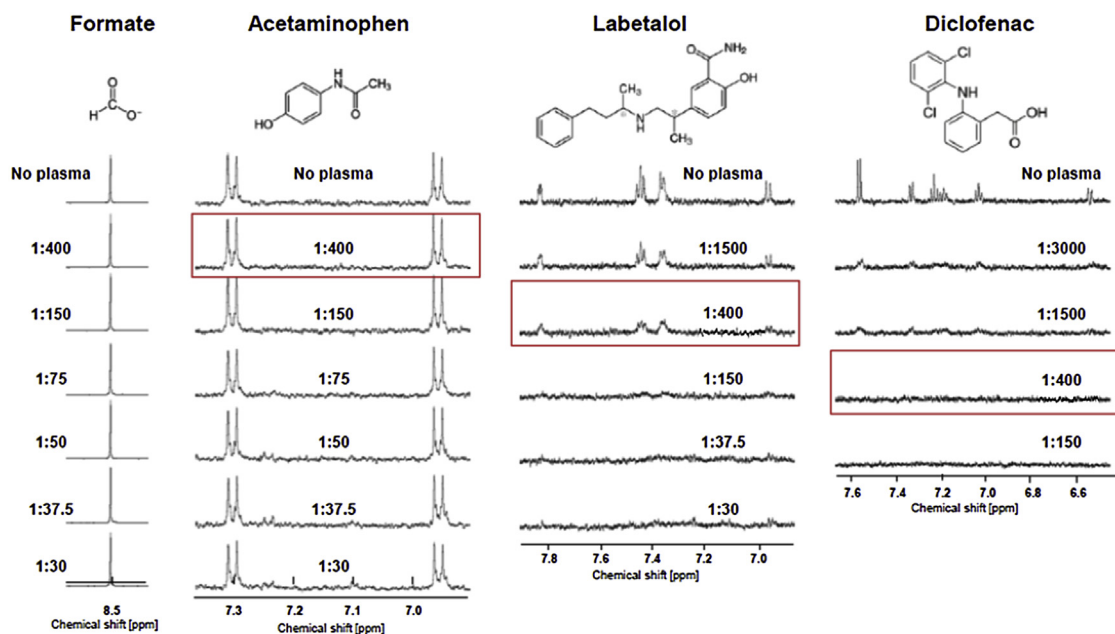 Formate
Acetaminophen
Labetalol
Diclofenac
O
H
O⁻
H
N
CH₃
O
HO
O
NH₂
OH
CH₃
*
N
H
*
CH₃
Cl
NH
Cl
OH
O
No plasma
1:400
1:150
1:75
1:50
1:37.5
1:30
8.5
Chemical shift [ppm]
No plasma
1:400
1:150
1:75
1:50
1:37.5
1:30
7.3 7.2 7.1 7.0
Chemical shift [ppm]
No plasma
1:1500
1:400
1:150
1:37.5
1:30
7.8 7.6 7.4 7.2 7.0
Chemical shift [ppm]
No plasma
1:3000
1:1500
1:400
1:150
7.6 7.4 7.2 7.0 6.8 6.6
Chemical shift [ppm]